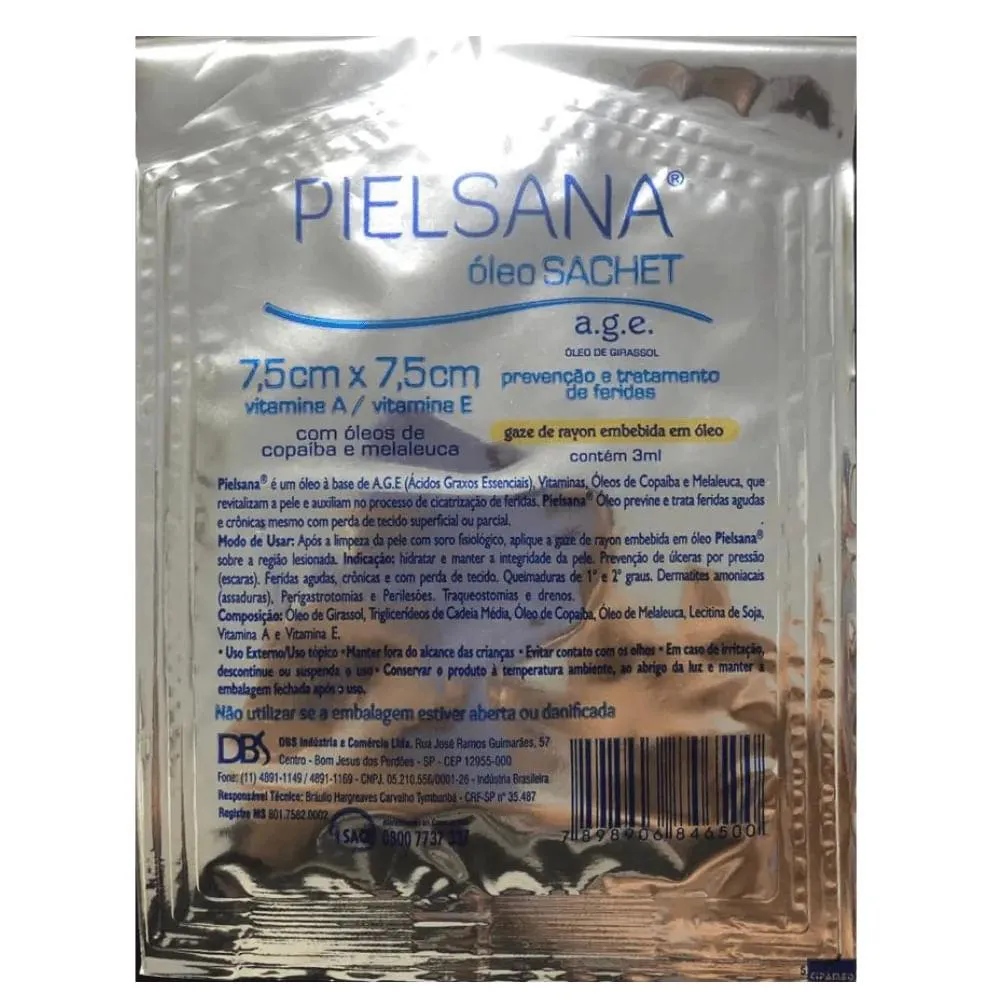 PIELSANA®
óleo SACHET
a.g.e.
ÓLEO DE GIRASSOL
7,5cm x 7,5cm
vitamina A / vitamina E
prevenção e tratamento
de feridas
com óleos de
copaíba e melaleuca
gaze de rayon embebida em óleo
contém 3ml
Pielsana® é um óleo à base de A.G.E (Ácidos Graxos Essenciais), Vitaminas, Óleos de Copaíba e Melaleuca, que
revitalizam a pele e auxiliam no processo de cicatrização de feridas. Pielsana® Óleo previne e trata feridas agudas
e crônicas mesmo com perda de tecido superficial ou parcial.
Modo de Usar: Após a limpeza da pele com soro fisiológico, aplique a gaze de rayon embebida em óleo Pielsana®
sobre a região lesionada. Indicação: hidratar e manter a integridade da pele. Prevenção de úlceras por pressão
(escaras). Feridas agudas, crônicas e com perda de tecido. Queimaduras de 1º e 2º graus. Dermatites amoniacais
(assaduras). Perigastrotomias e Perilesões. Traqueostomias e drenos.
Composição: Óleo de Girassol, Triglicerídeos de Cadeia Média, Óleo de Copaíba, Óleo de Melaleuca, Lecitina de Soja,
Vitamina A e Vitamina E.
• Uso Externo/Uso tópico • Manter fora do alcance das crianças • Evitar contato com os olhos • Em caso de irritação,
descontinue ou suspenda o uso • Conservar o produto à temperatura ambiente, ao abrigo da luz e manter a
embalagem fechada após o uso.
Não utilizar se a embalagem estiver aberta ou danificada
DBS
DBS Indústria e Comércio Ltda. Rua José Ramos Guimarães, 57
Centro - Bom Jesus dos Perdões - SP - CEP 12955-000
Fone: (11) 4891-1149 / 4891-1169 - CNPJ. 05.210.556/0001-26 - Indústria Brasileira
Responsável Técnico: Bráulio Hargreaves Carvalho Tymburibá - CRF-SP nº 35.487
Registro MS 801.7582.0002
SAC 0800 7737 337
7 898906 846500